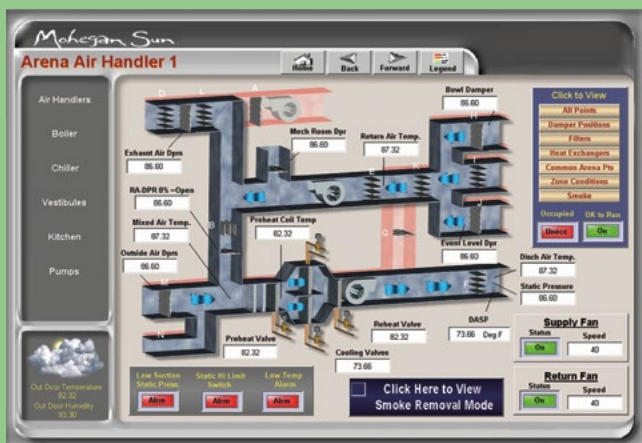 Mohegan Sun
Arena Air Handler 1
Home
Back
Forward
Legend
Air Handlers
Boiler
Chiller
Vestibules
Kitchen
Pumps
Out Door Temperature
92.32
Out Door Humidity
93.30
D
L
A
Exhaust Air Dprs
86.60
Mech Room Dpr
86.60
Return Air Temp.
87.32
Bowl Damper
86.60
H
I
J
E
K
G
B
RA-DPR 0% =Open
86.60
Mixed Air Temp.
87.32
Outside Air Dprs
86.60
M
N
Preheat Coil Temp
82.32
Event Level Dpr
86.60
F
Disch Air Temp.
87.32
Static Pressure
86.60
DASP
73.66 Deg F
Preheat Valve
82.32
Reheat Valve
82.32
Cooling Valves
73.66
Click to View
All Points
Damper Positions
Filters
Heat Exchangers
Common Arena Pts
Zone Conditions
Smoke
Occupied
Unocc
OK to Run
On
Supply Fan
Status
Speed
On
40
Return Fan
Status
Speed
On
40
Low Suction
Static Press.
Alrm
Static Hi Limit
Switch
Alrm
Low Temp
Alarm
Alrm
Click Here to View
Smoke Removal Mode